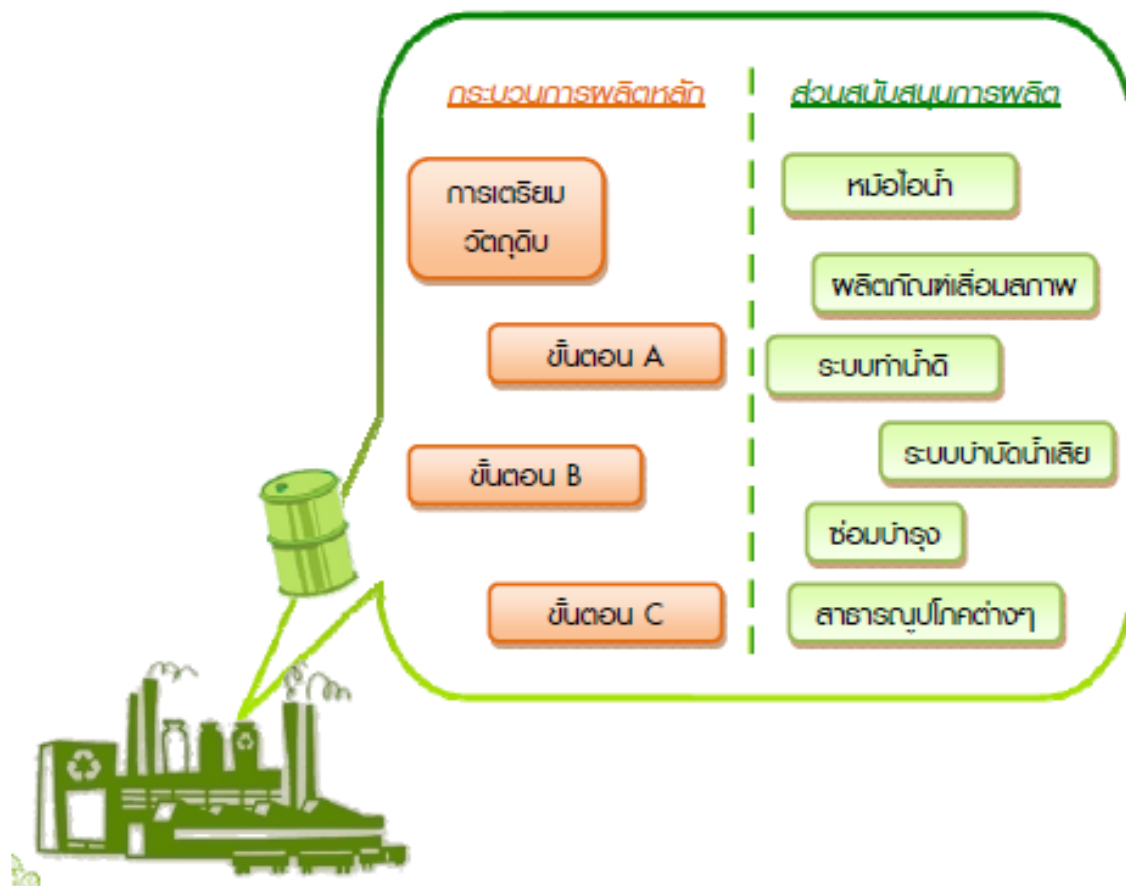 กระบวนการผลิตหลัก
การเตรียม
วัตถุดิบ
ขั้นตอน A
ขั้นตอน B
ขั้นตอน C
ส่วนสนับสนุนการผลิต
หม้อไอน้ำ
ผลิตภัณฑ์เสื่อมสภาพ
ระบบทำน้ำดี
ระบบบำบัดน้ำเสีย
ซ่อมบำรุง
สาธารณูปโภคต่างๆ